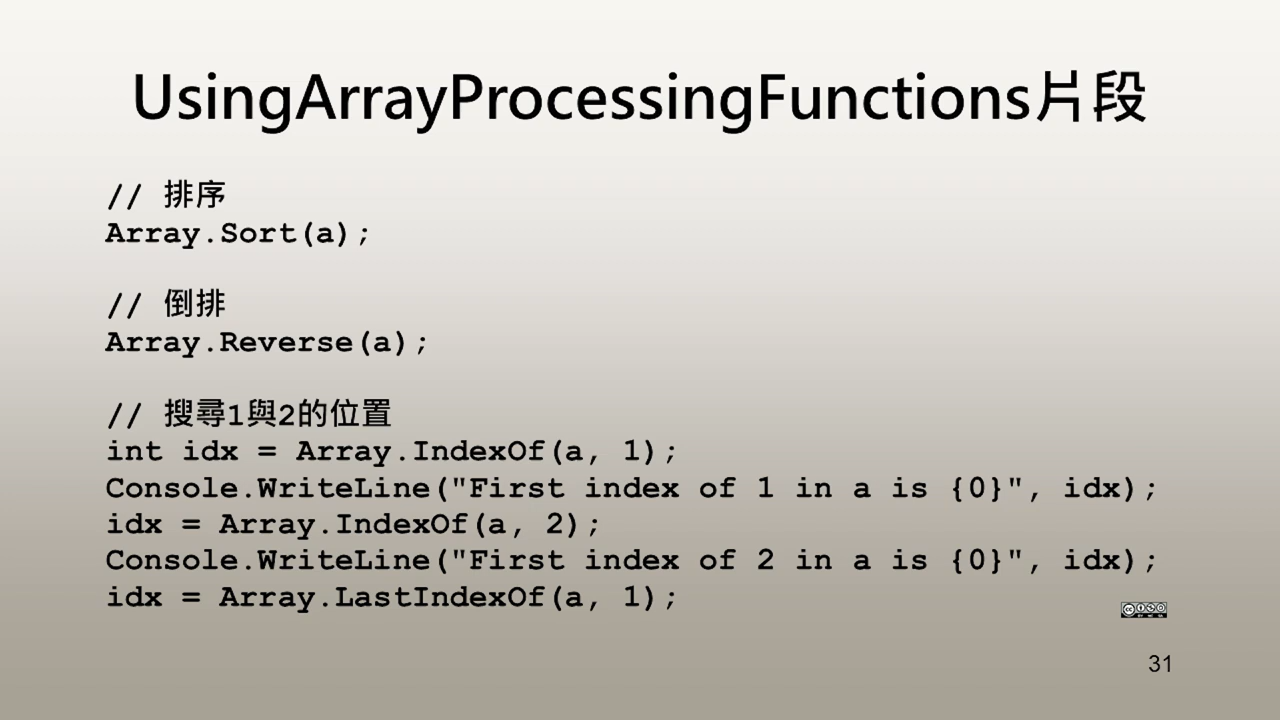 UsingArrayProcessingFunctions片段
// 排序
Array.Sort(a);
// 倒排
Array.Reverse(a);
// 搜尋1與2的位置
int idx = Array.IndexOf(a, 1);
Console.WriteLine("First index of 1 in a is {0}", idx);
idx = Array.IndexOf(a, 2);
Console.WriteLine("First index of 2 in a is {0}", idx);
idx = Array.LastIndexOf(a, 1);
31